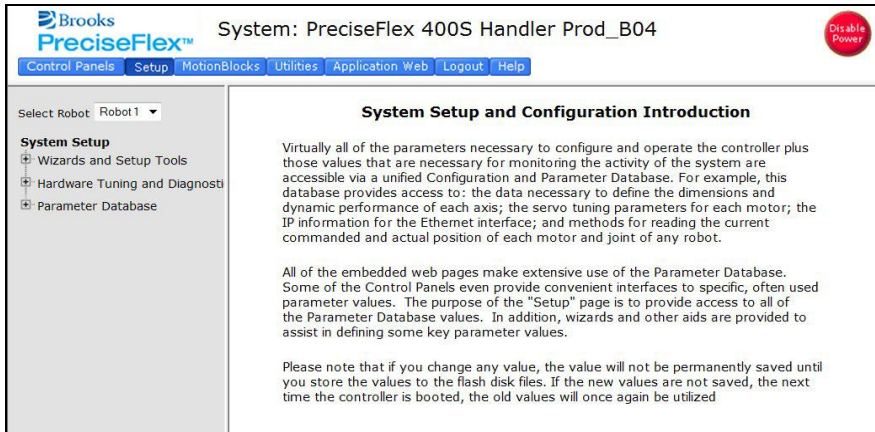 Brooks
PreciseFlex™
System: PreciseFlex 400S Handler Prod_B04
Disable
Power
Control Panels Setup MotionBlocks Utilities Application Web Logout Help
Select Robot Robot1
System Setup
Wizards and Setup Tools
Hardware Tuning and Diagnosti
Parameter Database
System Setup and Configuration Introduction
Virtually all of the parameters necessary to configure and operate the controller plus
those values that are necessary for monitoring the activity of the system are
accessible via a unified Configuration and Parameter Database. For example, this
database provides access to: the data necessary to define the dimensions and
dynamic performance of each axis; the servo tuning parameters for each motor; the
IP information for the Ethernet interface; and methods for reading the current
commanded and actual position of each motor and joint of any robot.
All of the embedded web pages make extensive use of the Parameter Database.
Some of the Control Panels even provide convenient interfaces to specific, often used
parameter values. The purpose of the "Setup" page is to provide access to all of
the Parameter Database values. In addition, wizards and other aids are provided to
assist in defining some key parameter values.
Please note that if you change any value, the value will not be permanently saved until
you store the values to the flash disk files. If the new values are not saved, the next
time the controller is booted, the old values will once again be utilized